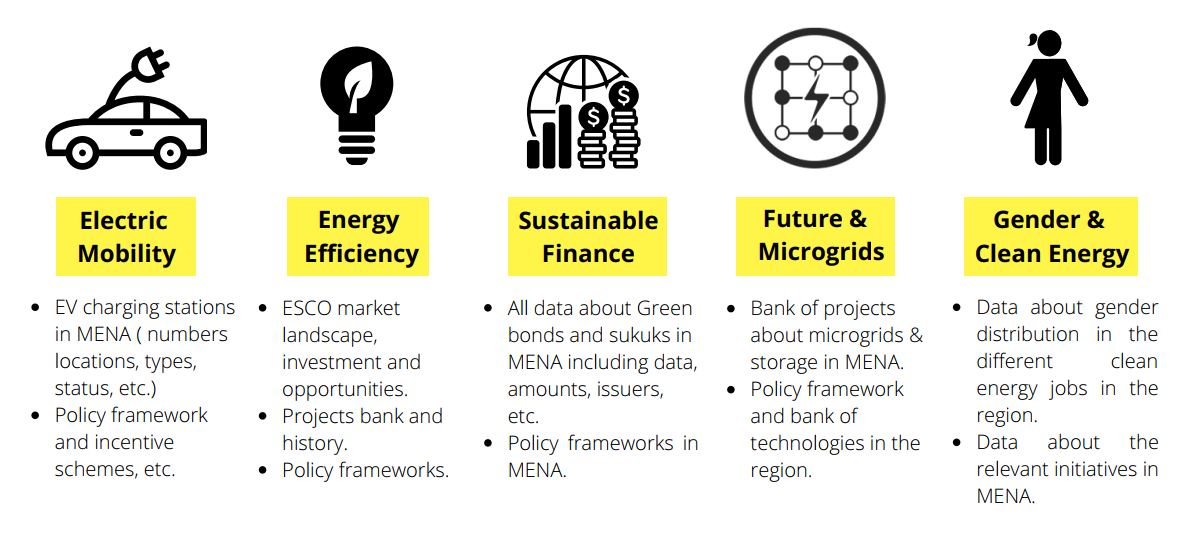 Electric
Mobility
EV charging stations
in MENA ( numbers
locations, types,
status, etc.)
Policy framework
and incentive
schemes, etc.
Energy
Efficiency
ESCO market
landscape,
investment and
opportunities.
Projects bank and
history.
Policy frameworks.
$
$
Sustainable
Finance
All data about Green
bonds and sukuks in
MENA including data,
amounts, issuers,
etc.
Policy frameworks in
MENA.
Future &
Microgrids
Bank of projects
about microgrids &
storage in MENA.
Policy framework
and bank of
technologies in the
region.
Gender &
Clean Energy
Data about gender
distribution in the
different clean
energy jobs in the
region.
Data about the
relevant initiatives in
MENA.